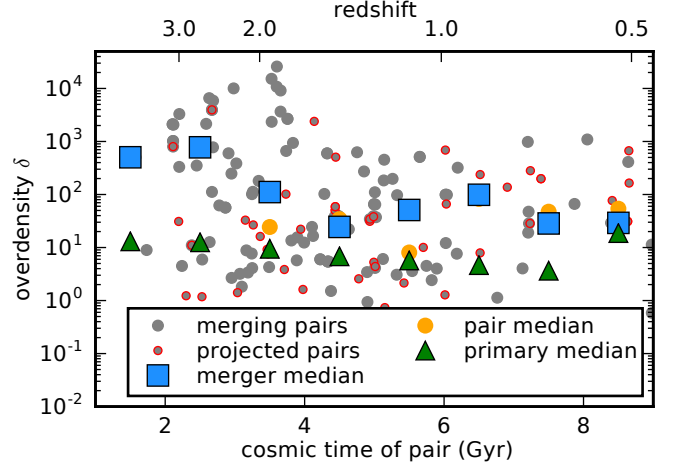 redshift
3.0 2.0 1.0 0.5
overdensity δ
10^4
10^3
10^2
10^1
10^0
10^-1
10^-2
merging pairs
projected pairs
merger median
pair median
primary median
2 4 6 8
cosmic time of pair (Gyr)